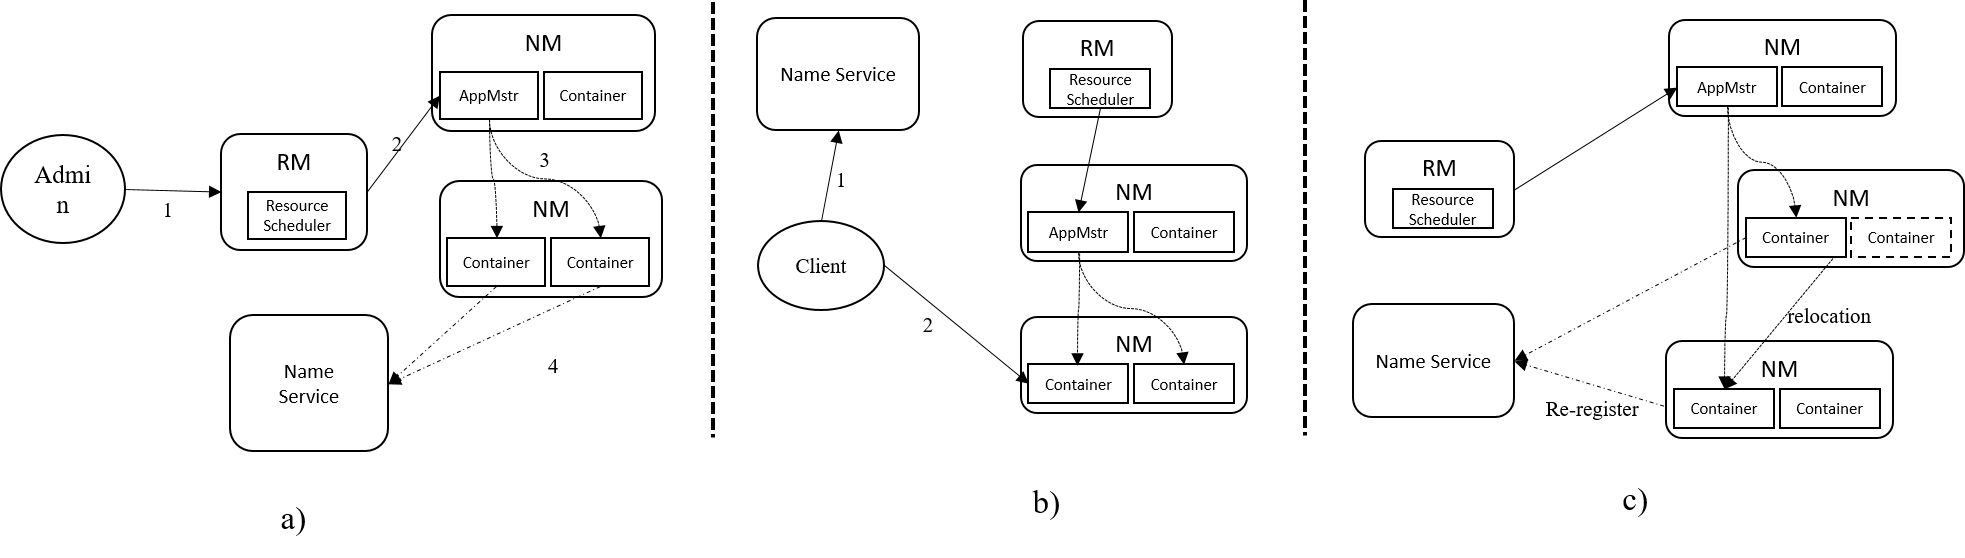 NM
AppMstr
Container
2
3
Admi
n
1
RM
Resource
Scheduler
NM
Container
Container
Name
Service
4
a)
Name Service
RM
Resource
Scheduler
1
NM
AppMstr
Container
Client
2
NM
Container
Container
b)
NM
AppMstr
Container
RM
Resource
Scheduler
NM
Container
Container
relocation
Name Service
NM
Re-register
Container
Container
c)